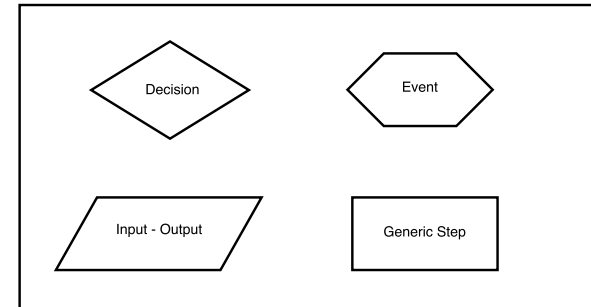 Decision
Event
Input - Output
Generic Step